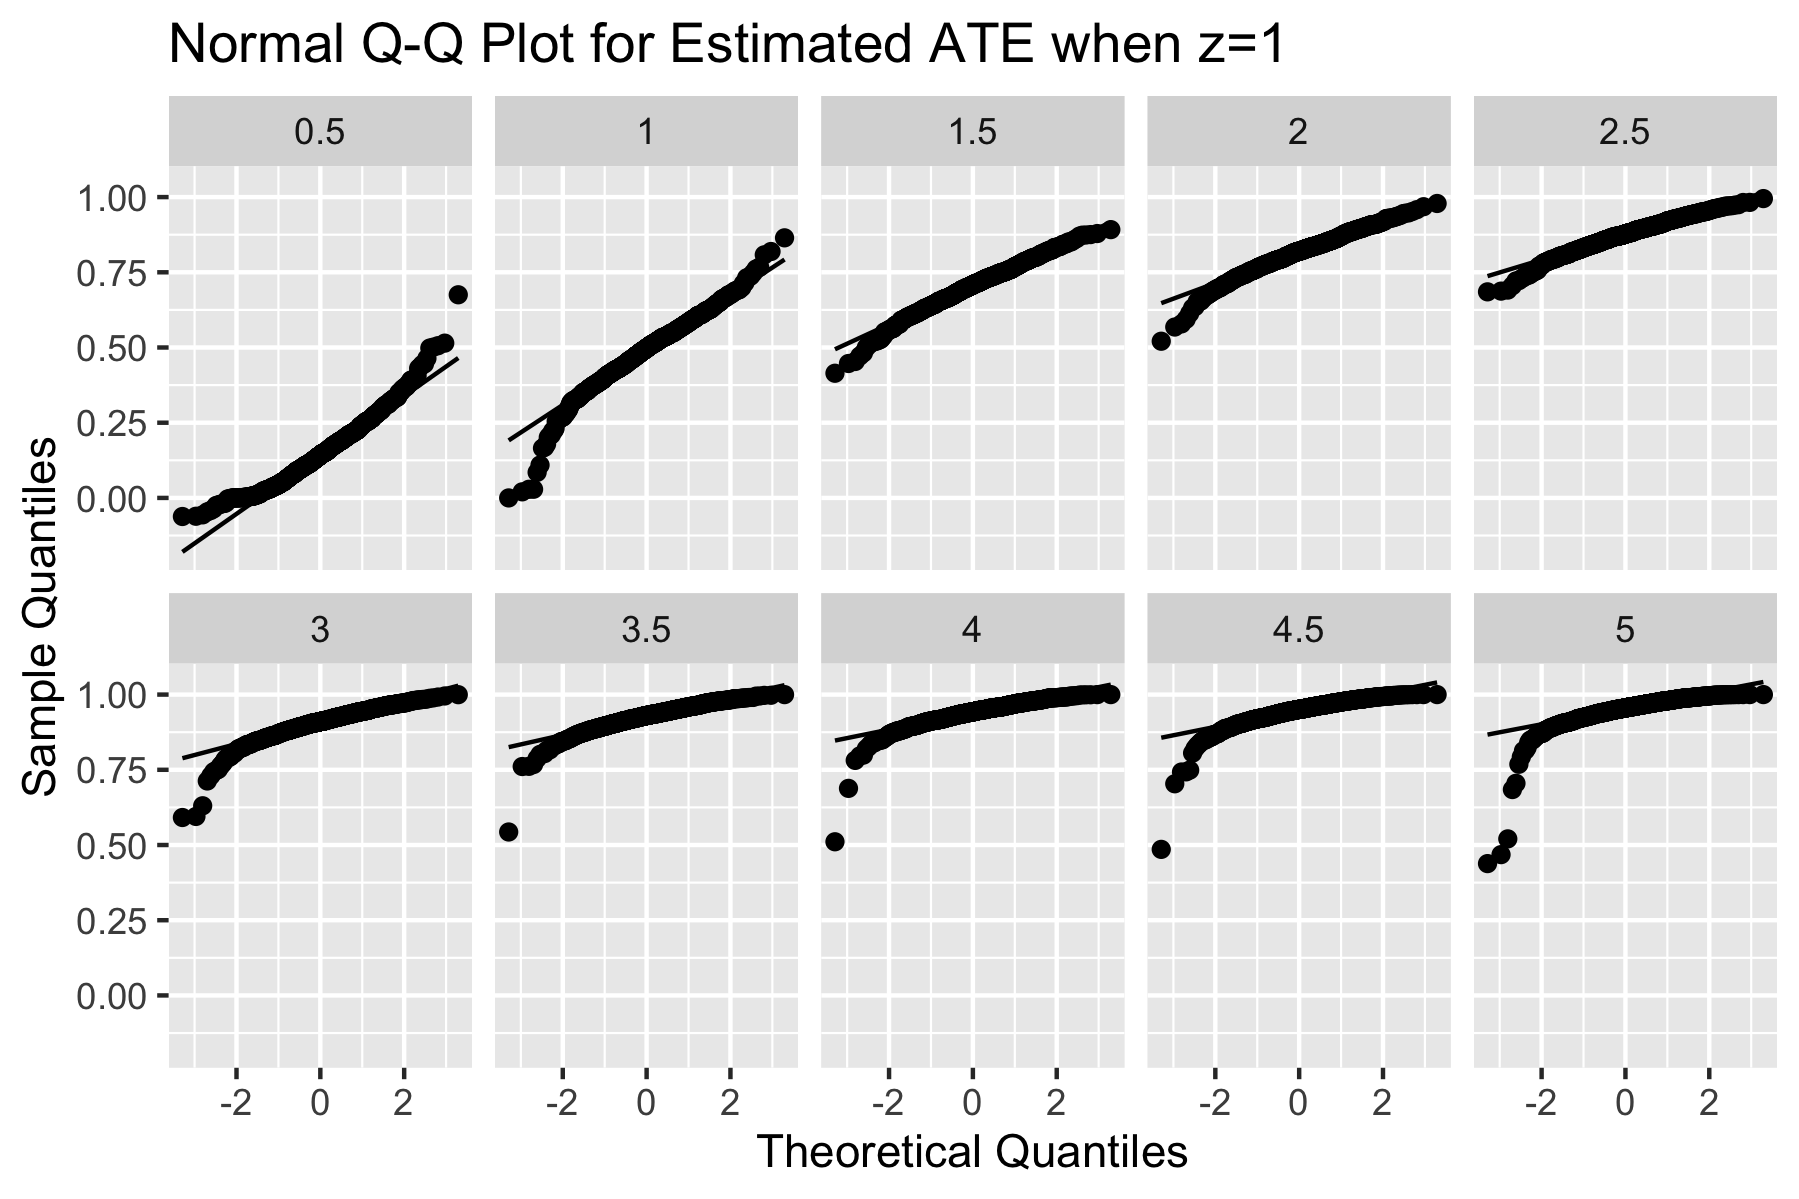 Normal Q-Q Plot for Estimated ATE when z=1
0.5 1 1.5 2 2.5
1.00
0.75
0.50
0.25
0.00
3 3.5 4 4.5 5
1.00
0.75
0.50
0.25
0.00
Sample Quantiles
-2 0 2 -2 0 2 -2 0 2 -2 0 2 -2 0 2
Theoretical Quantiles